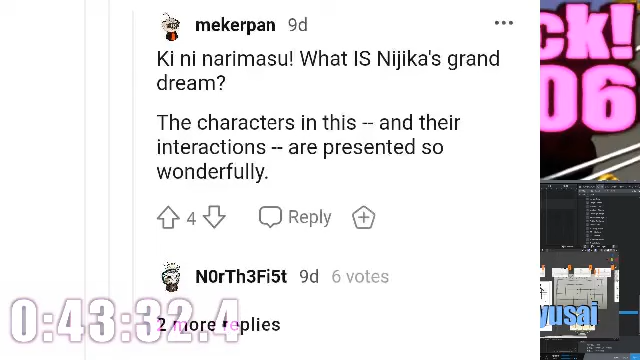 mekerpan 9d
Ki ni narimasu! What IS Nijika's grand
dream?
The characters in this -- and their
interactions -- are presented so
wonderfully.
4 Reply
N0rTh3Fi5t 9d 6 votes
2 more replies
0:43:32.4
ck!
06
yusai